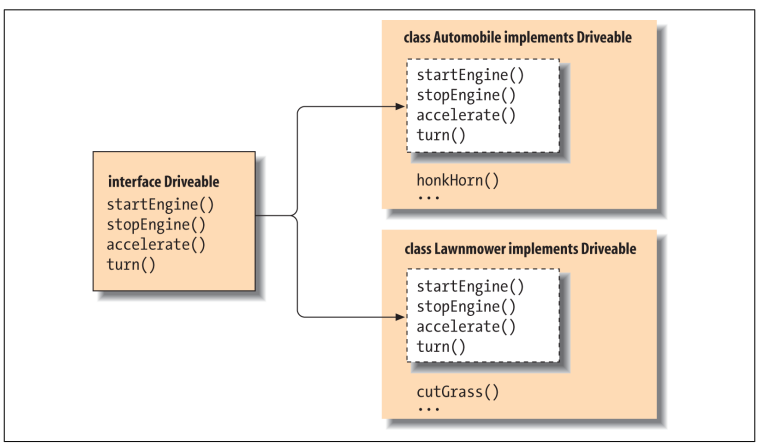 interface Driveable
startEngine()
stopEngine()
accelerate()
turn()
class Automobile implements Driveable
startEngine()
stopEngine()
accelerate()
turn()
honkHorn()
...
class Lawnmower implements Driveable
startEngine()
stopEngine()
accelerate()
turn()
cutGrass()
...